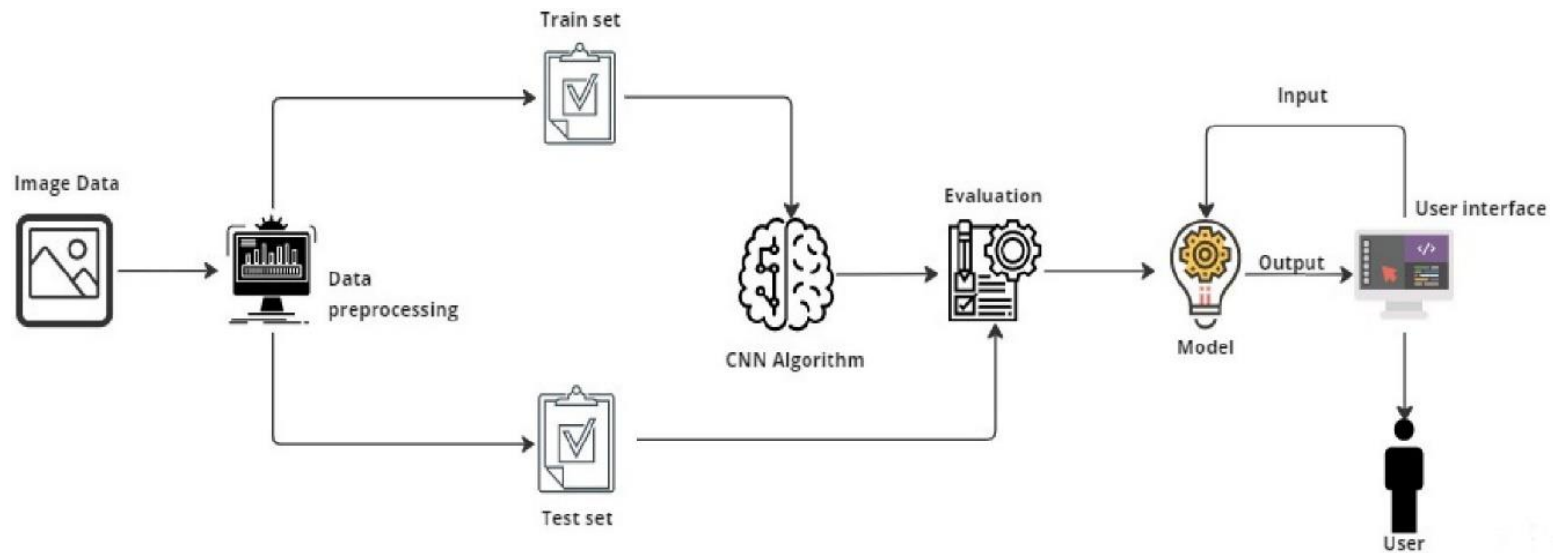 Train set
Input
Image Data
Evaluation
User interface
</>
Data
preprocessing
Output
CNN Algorithm
Model
Test set
User